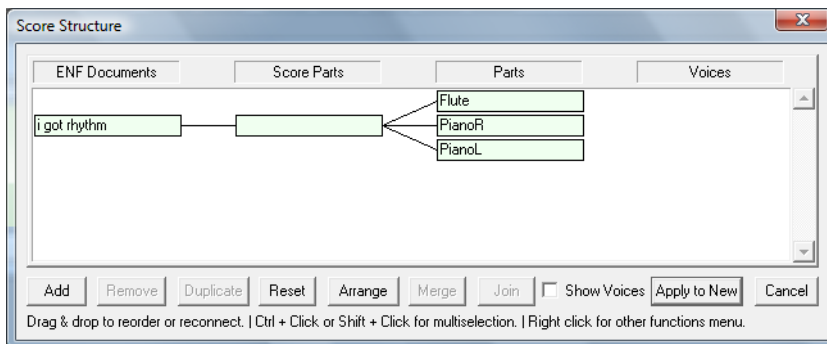 Score Structure
ENF Documents Score Parts Parts Voices
Flute
i got rhythm PianoR
PianoL
Add Remove Duplicate Reset Arrange Merge Join Show Voices Apply to New Cancel
Drag & drop to reorder or reconnect. | Ctrl + Click or Shift + Click for multiselection. | Right click for other functions menu.